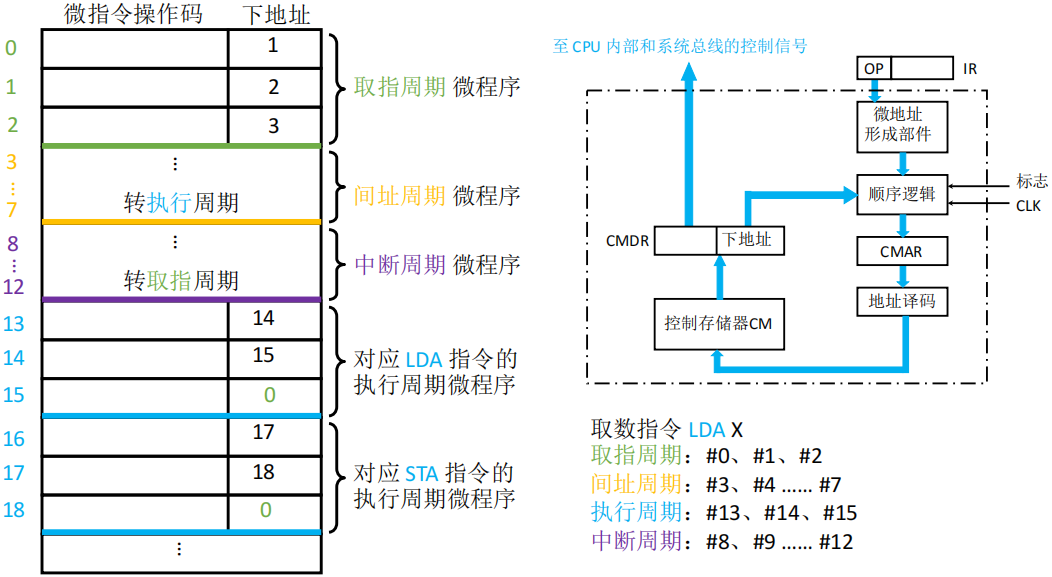 微指令操作码 下地址
0 1
1 2
2 3
取指周期 微程序
3 ⋮
⋮
7 转执行周期
间址周期 微程序
8 ⋮
⋮
12 转取指周期
中断周期 微程序
13 14
14 15
15 0
对应 LDA 指令的
执行周期微程序
16 17
17 18
18 0
对应 STA 指令的
执行周期微程序
⋮
至 CPU 内部和系统总线的控制信号
OP IR
微地址
形成部件
顺序逻辑
标志
CLK
CMDR 下地址
CMAR
地址译码
控制存储器CM
取数指令 LDA X
取指周期：#0、#1、#2
间址周期：#3、#4 …… #7
执行周期：#13、#14、#15
中断周期：#8、#9 …… #12